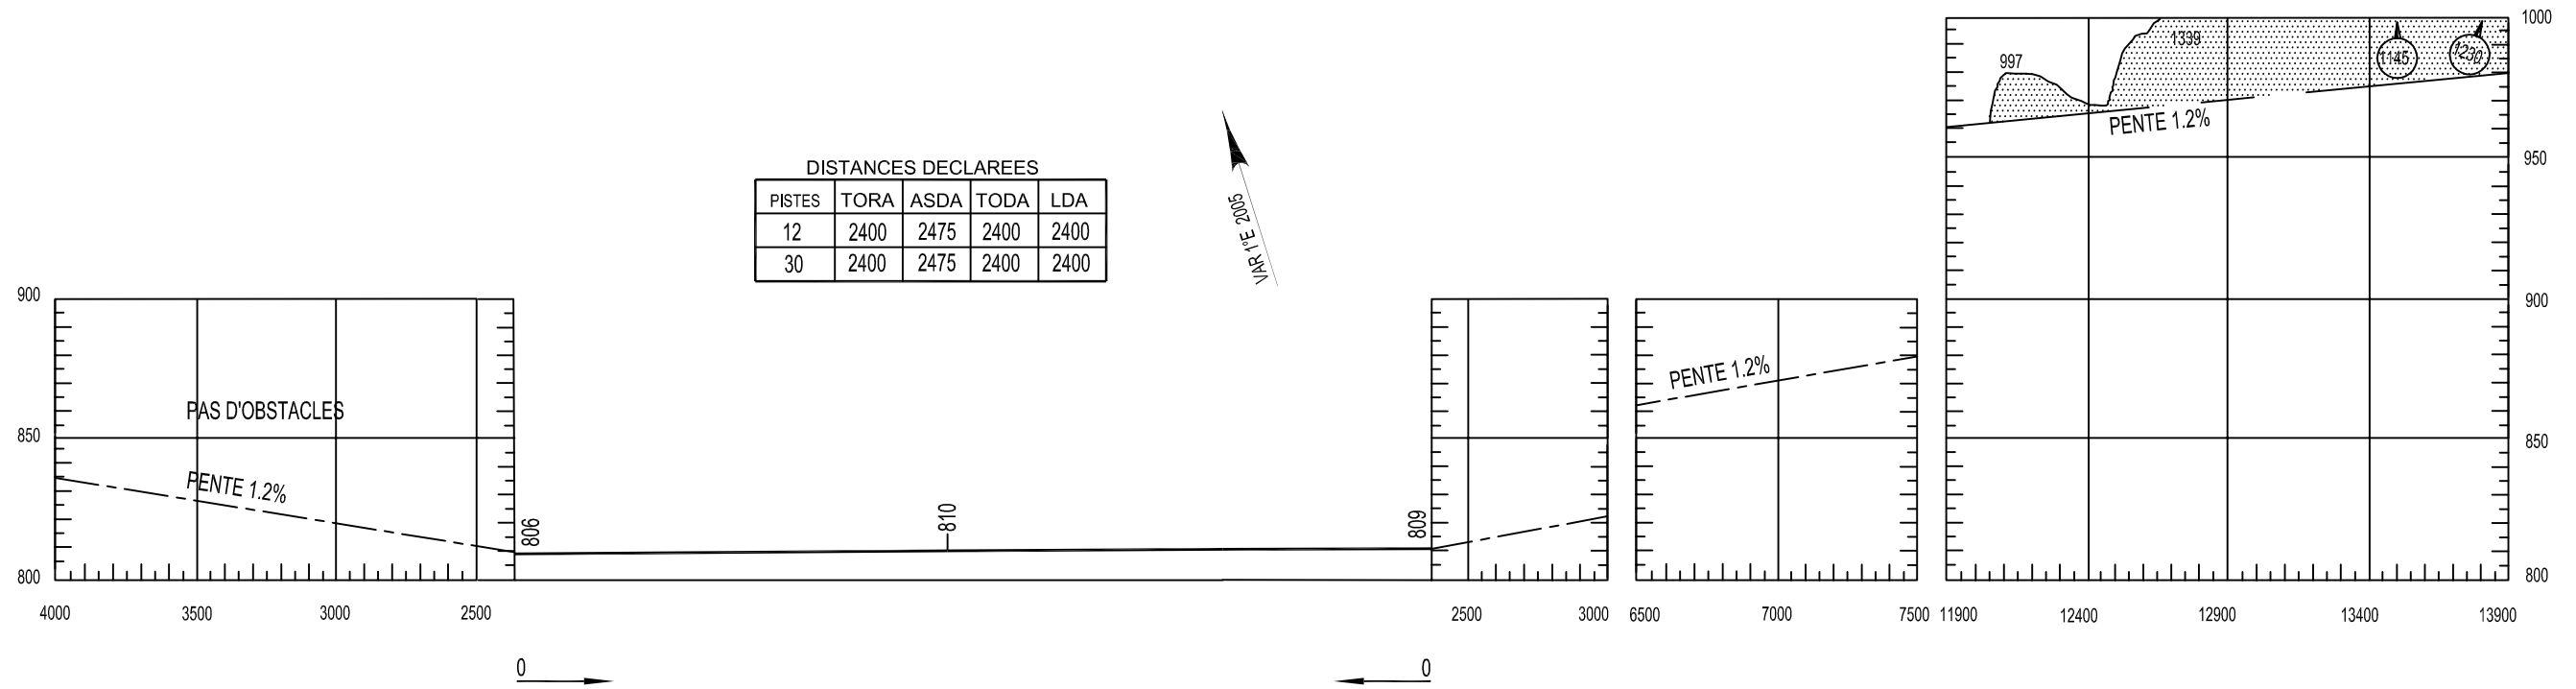 DISTANCES DECLAREES
PISTES TORA ASDA TODA LDA
12 2400 2475 2400 2400
30 2400 2475 2400 2400
VAR 1°E 2005
900
850
800
PAS D'OBSTACLES
PENTE 1.2%
4000 3500 3000 2500
806
810
809
0
0
2500 3000
PENTE 1.2%
6500 7000 7500
997
1339
1145
1230
PENTE 1.2%
1000
950
900
850
800
11900 12400 12900 13400 13900